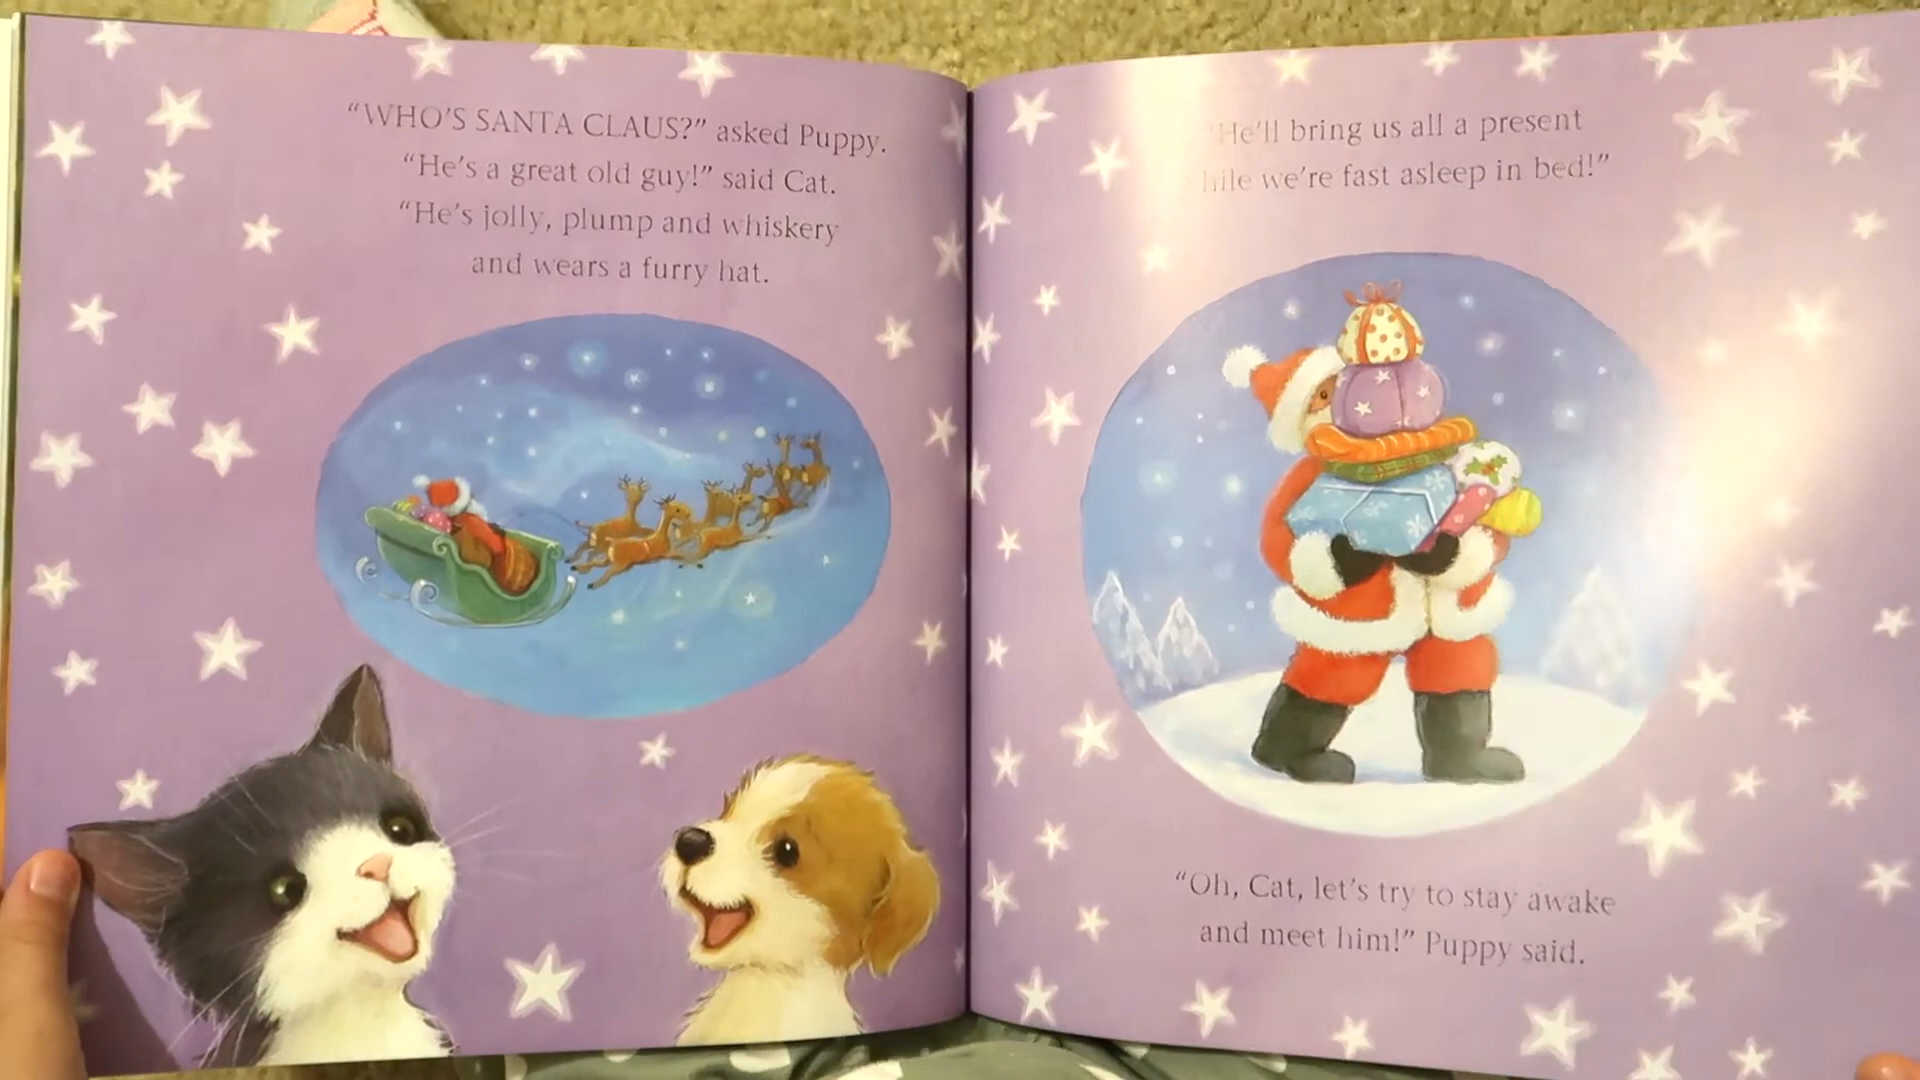 “WHO’S SANTA CLAUS?” asked Puppy.
“He’s a great old guy!” said Cat.
“He’s jolly, plump and whiskery
and wears a furry hat.
“He’ll bring us all a present
while we’re fast asleep in bed!”
“Oh, Cat, let’s try to stay awake
and meet him!” Puppy said.